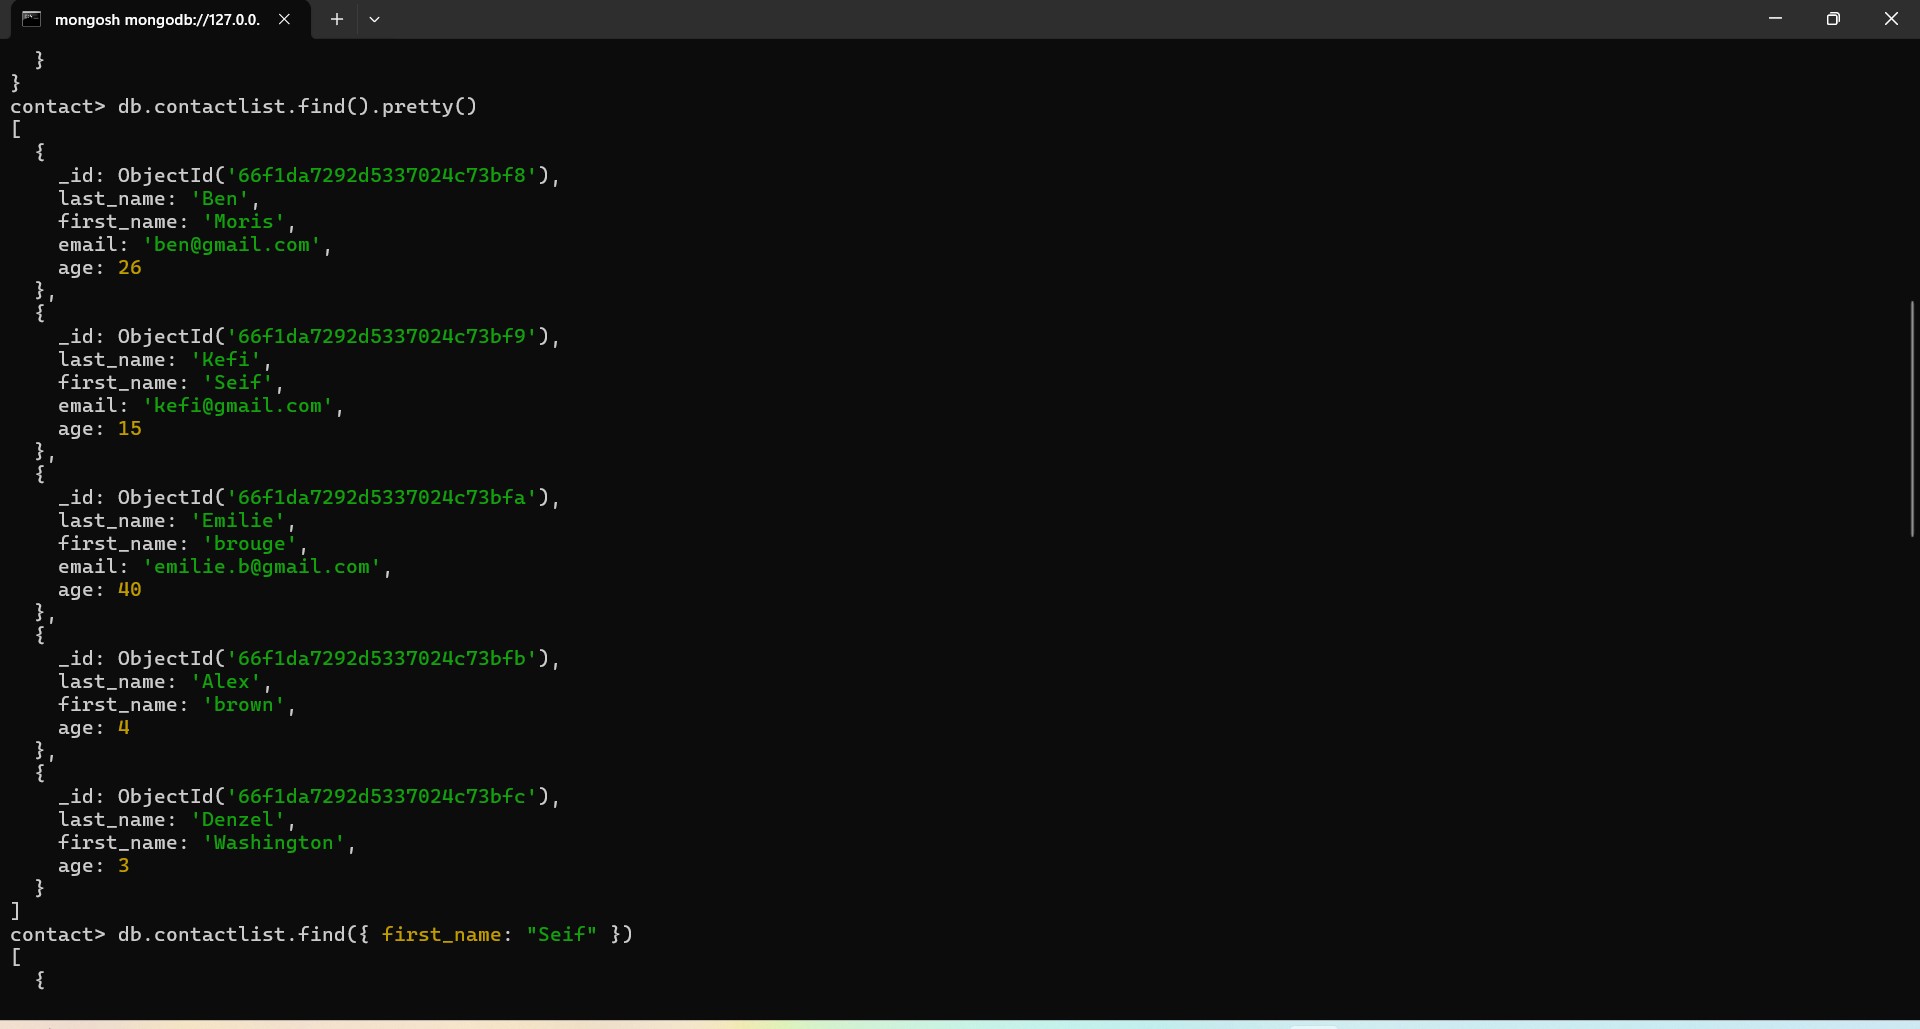 mongosh mongodb://127.0.0.
  }
}
contact> db.contactlist.find().pretty()
[
  {
    _id: ObjectId('66f1da7292d5337024c73bf8'),
    last_name: 'Ben',
    first_name: 'Moris',
    email: 'ben@gmail.com',
    age: 26
  },
  {
    _id: ObjectId('66f1da7292d5337024c73bf9'),
    last_name: 'Kefi',
    first_name: 'Seif',
    email: 'kefi@gmail.com',
    age: 15
  },
  {
    _id: ObjectId('66f1da7292d5337024c73bfa'),
    last_name: 'Emilie',
    first_name: 'brouge',
    email: 'emilie.b@gmail.com',
    age: 40
  },
  {
    _id: ObjectId('66f1da7292d5337024c73bfb'),
    last_name: 'Alex',
    first_name: 'brown',
    age: 4
  },
  {
    _id: ObjectId('66f1da7292d5337024c73bfc'),
    last_name: 'Denzel',
    first_name: 'Washington',
    age: 3
  }
]
contact> db.contactlist.find({ first_name: "Seif" })
[
  {